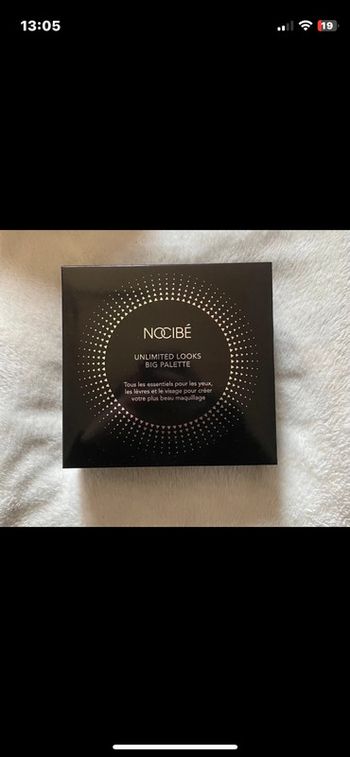 13:05
19
NOCIBÉ
UNLIMITED LOOKS
BIG PALETTE
Tous les essentiels pour les yeux,
les lèvres et le visage pour créer
votre plus beau maquillage